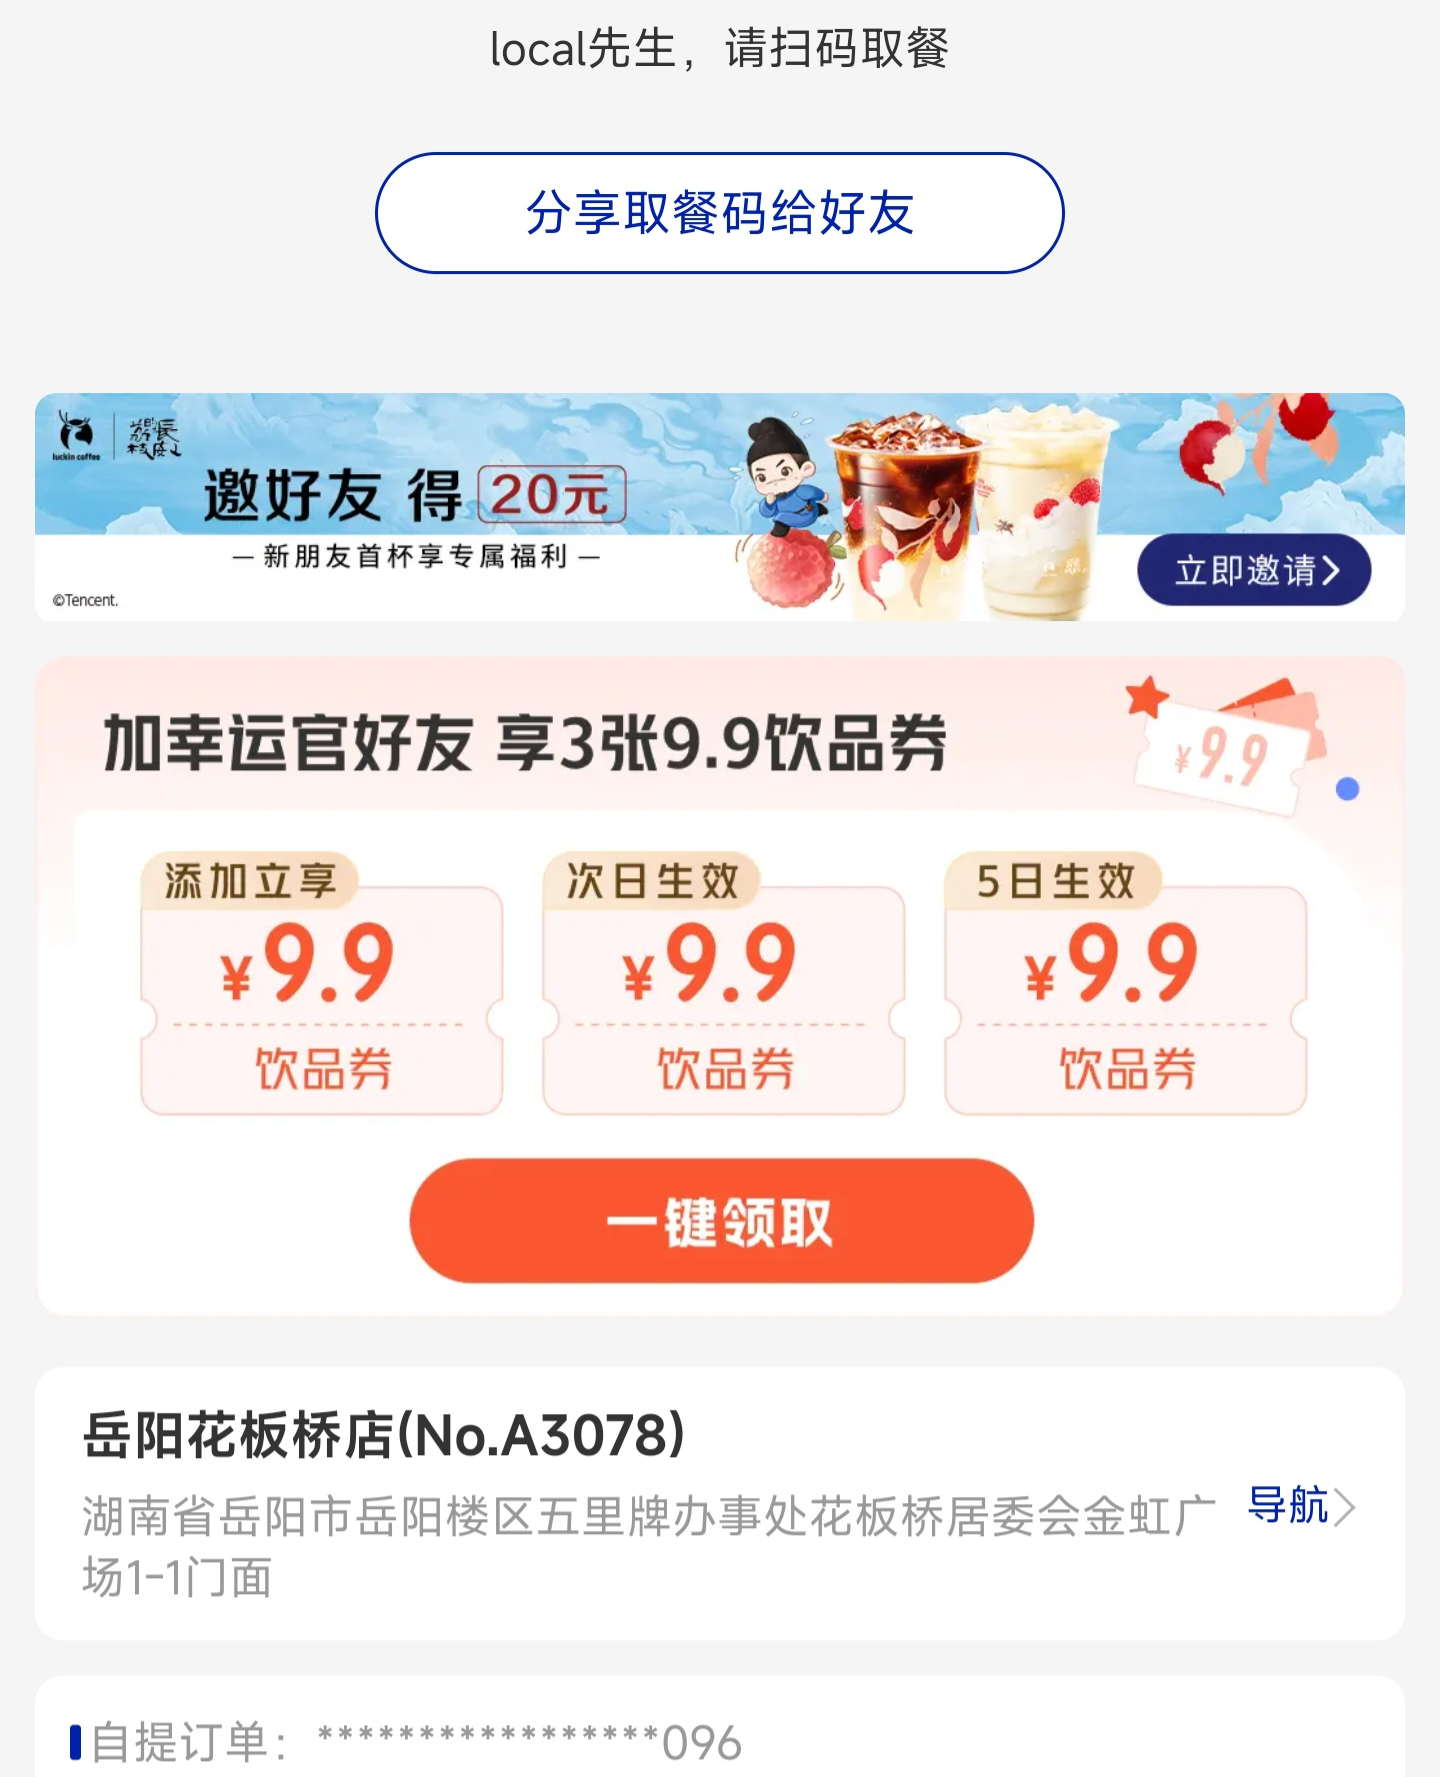 local先生，请扫码取餐
分享取餐码给好友
luckin coffee
長安的荔枝
邀好友 得 20元
— 新朋友首杯享专属福利 —
立即邀请
©Tencent.
加幸运官好友 享3张9.9饮品券
¥9.9
添加立享
¥9.9
饮品券
次日生效
¥9.9
饮品券
5日生效
¥9.9
饮品券
一键领取
岳阳花板桥店(No.A3078)
湖南省岳阳市岳阳楼区五里牌办事处花板桥居委会金虹广
场1-1门面
导航
自提订单：*****************096